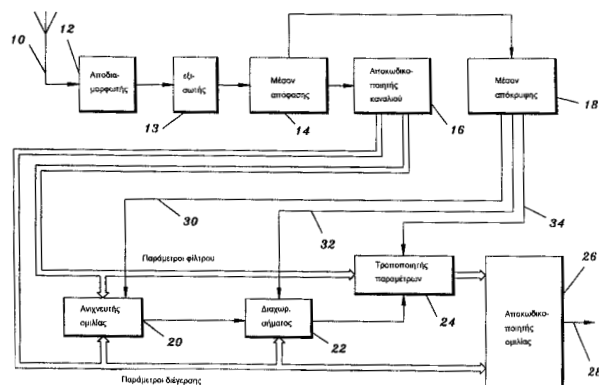 10
12
Αποδια-
μορφωτής
εξι-
σωτής
13
Μέσον
απόφασης
14
Αποκωδικο-
ποιητής
καναλιού
16
Μέσον
απόκρυψης
18
30
32
34
Παράμετροι φίλτρου
Τροποποιητής
παραμέτρων
24
26
Αποκωδικο-
ποιητής
ομιλίας
28
Ανιχνευτής
ομιλίας
20
Διαχωρ.
σήματος
22
Παράμετροι διέγερσης